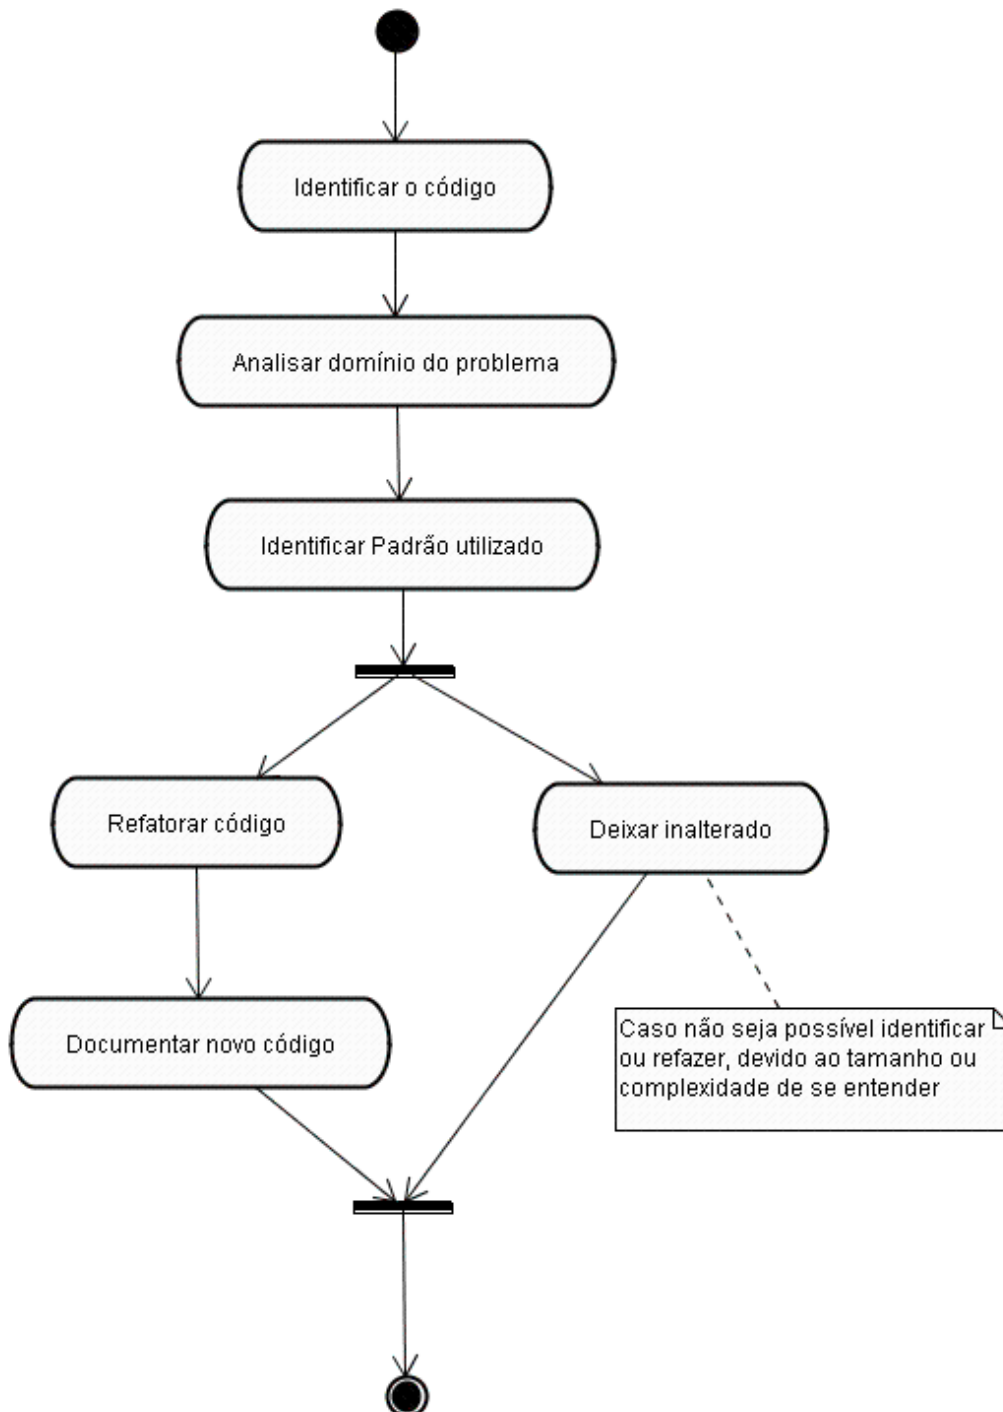 Identificar o código
Analisar domínio do problema
Identificar Padrão utilizado
Refatorar código
Deixar inalterado
Documentar novo código
Caso não seja possível identificar
ou refazer, devido ao tamanho ou
complexidade de se entender